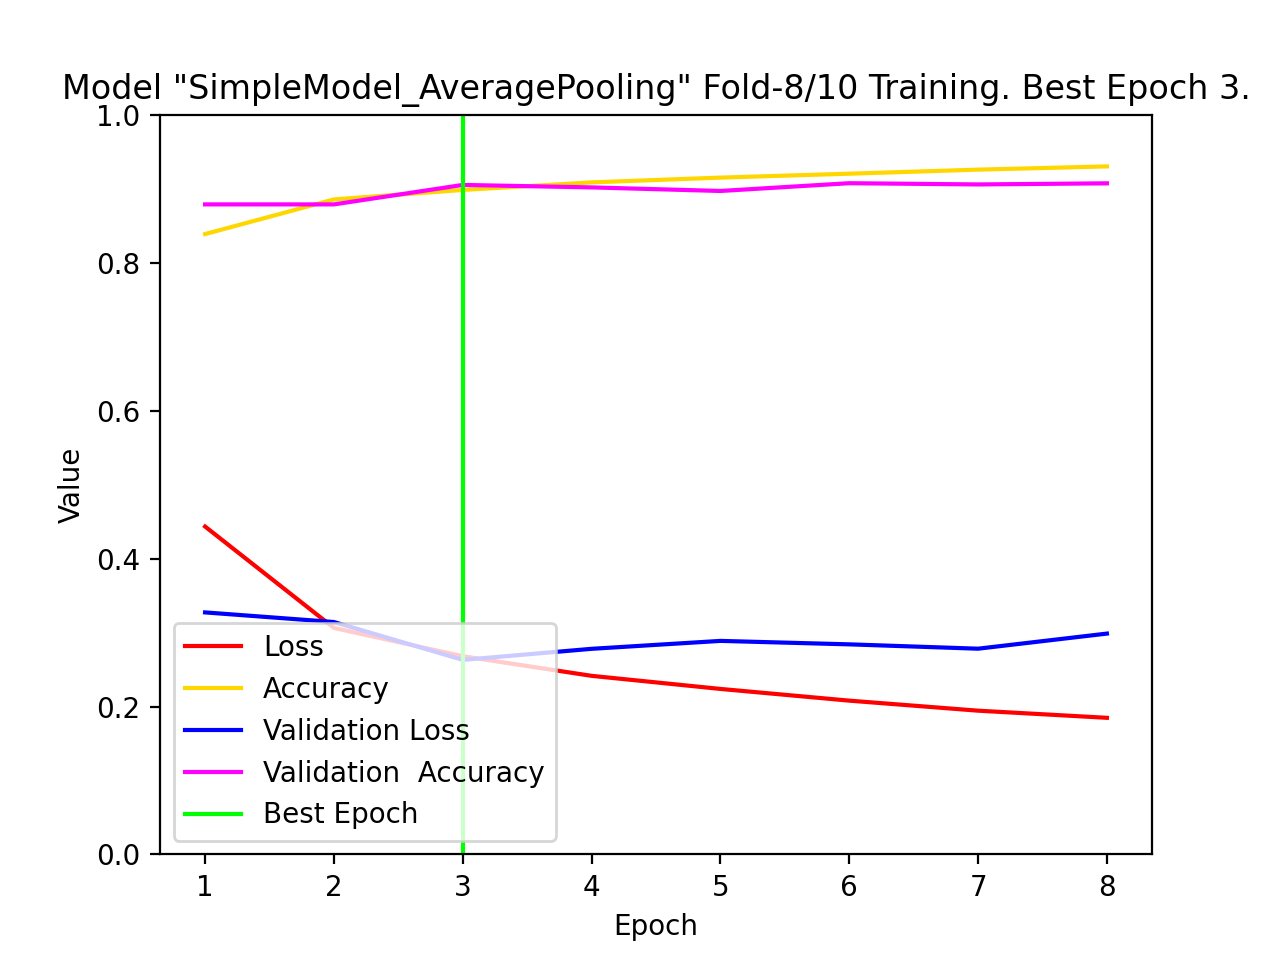 Model "SimpleModel_AveragePooling" Fold-8/10 Training. Best Epoch 3.
1.0
0.8
0.6
0.4
0.2
0.0
Value
Loss
Accuracy
Validation Loss
Validation  Accuracy
Best Epoch
1 2 3 4 5 6 7 8
Epoch